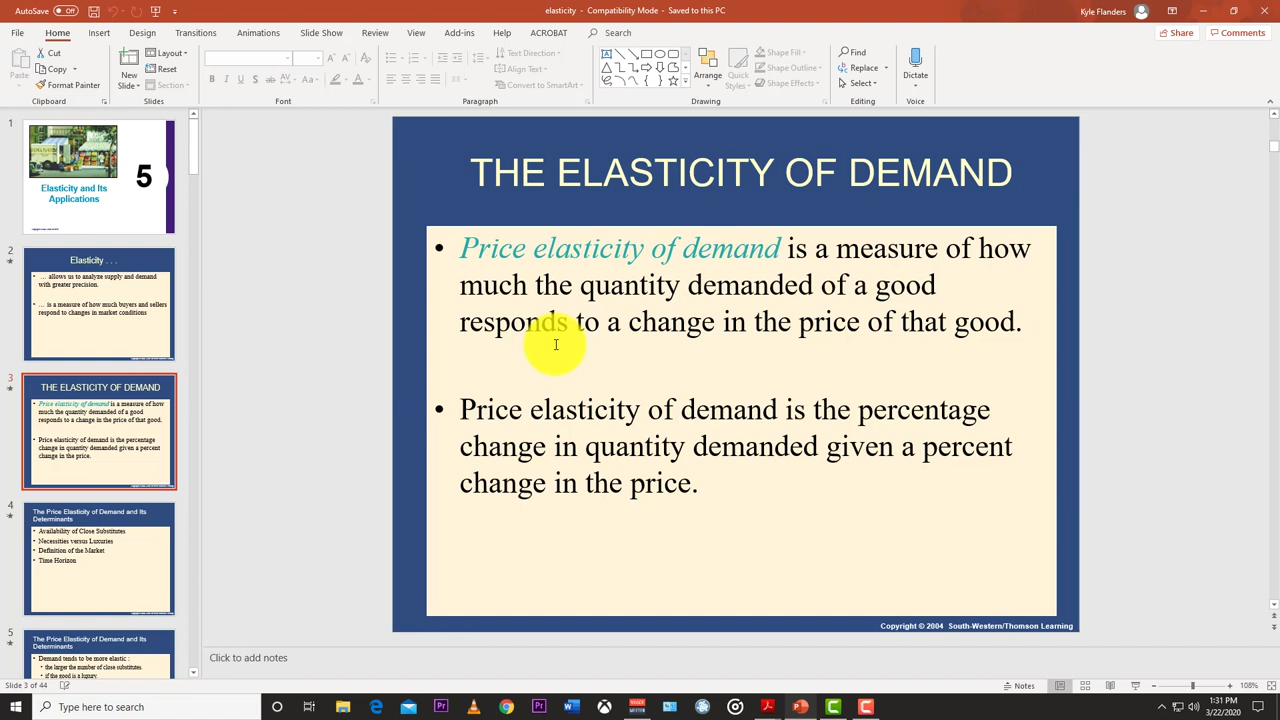 AutoSave Off
elasticity - Compatibility Mode - Saved to this PC
Kyle Flanders
File Home Insert Design Transitions Animations Slide Show Review View Add-ins Help ACROBAT Search
Share Comments
Paste
Cut
Copy
Format Painter
Clipboard
New
Slide
Layout
Reset
Section
Slides
Font
Text Direction
Align Text
Convert to SmartArt
Paragraph
Arrange
Quick
Styles
Shape Fill
Shape Outline
Shape Effects
Drawing
Find
Replace
Select
Editing
Dictate
Voice
1
5
Elasticity and Its
Applications
2
Elasticity . . .
• … allows us to analyze supply and demand
with greater precision.
• … is a measure of how much buyers and sellers
respond to changes in market conditions
3
THE ELASTICITY OF DEMAND
• Price elasticity of demand is a measure of how
much the quantity demanded of a good
responds to a change in the price of that good.
• Price elasticity of demand is the percentage
change in quantity demanded given a percent
change in the price.
4
The Price Elasticity of Demand and Its
Determinants
• Availability of Close Substitutes
• Necessities versus Luxuries
• Definition of the Market
• Time Horizon
5
The Price Elasticity of Demand and Its
Determinants
• Demand tends to be more elastic :
• the larger the number of close substitutes.
• if the good is a luxury.
THE ELASTICITY OF DEMAND
• Price elasticity of demand is a measure of how
much the quantity demanded of a good
responds to a change in the price of that good.
• Price elasticity of demand is the percentage
change in quantity demanded given a percent
change in the price.
Copyright © 2004 South-Western/Thomson Learning
Click to add notes
Slide 3 of 44
Notes
108%
Type here to search
1:31 PM
3/22/2020